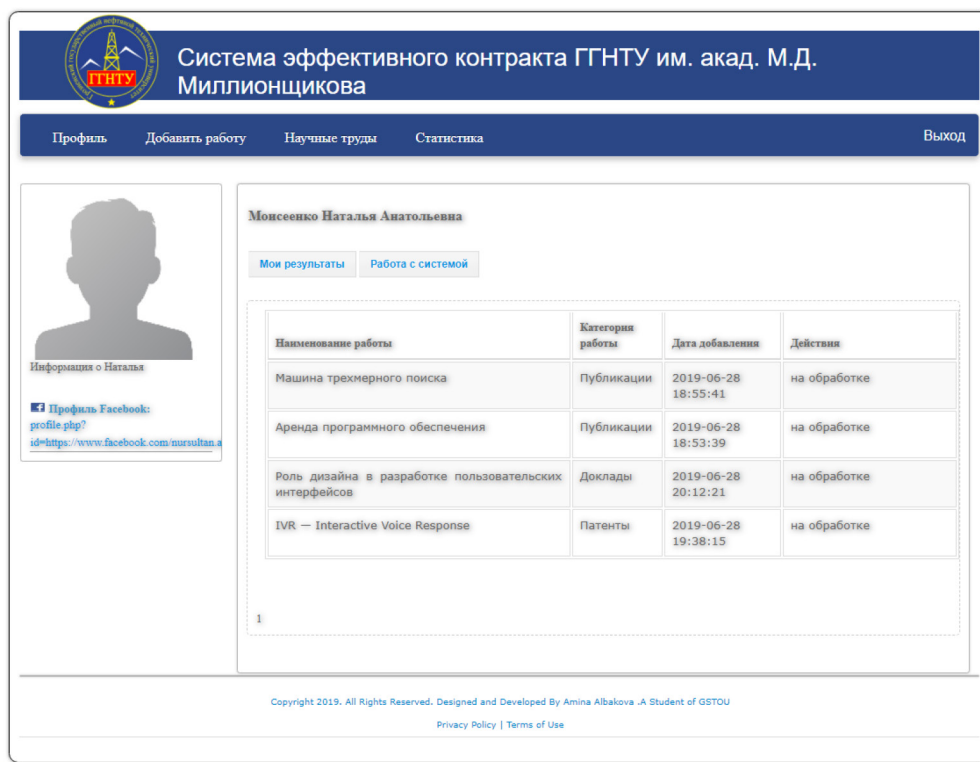 ГГНТУ
Система эффективного контракта ГГНТУ им. акад. М.Д.
Миллионщикова
Профиль Добавить работу Научные труды Статистика Выход
Информация о Наталья
Профиль Facebook:
profile.php?
id=https://www.facebook.com/nursultan.a
Моисеенко Наталья Анатольевна
Мои результаты Работа с системой
Наименование работы Категория работы Дата добавления Действия
Машина трехмерного поиска Публикации 2019-06-28 18:55:41 на обработке
Аренда программного обеспечения Публикации 2019-06-28 18:53:39 на обработке
Роль дизайна в разработке пользовательских интерфейсов Доклады 2019-06-28 20:12:21 на обработке
IVR — Interactive Voice Response Патенты 2019-06-28 19:38:15 на обработке
1
Copyright 2019. All Rights Reserved. Designed and Developed By Amina Albakova .A Student of GSTOU
Privacy Policy | Terms of Use